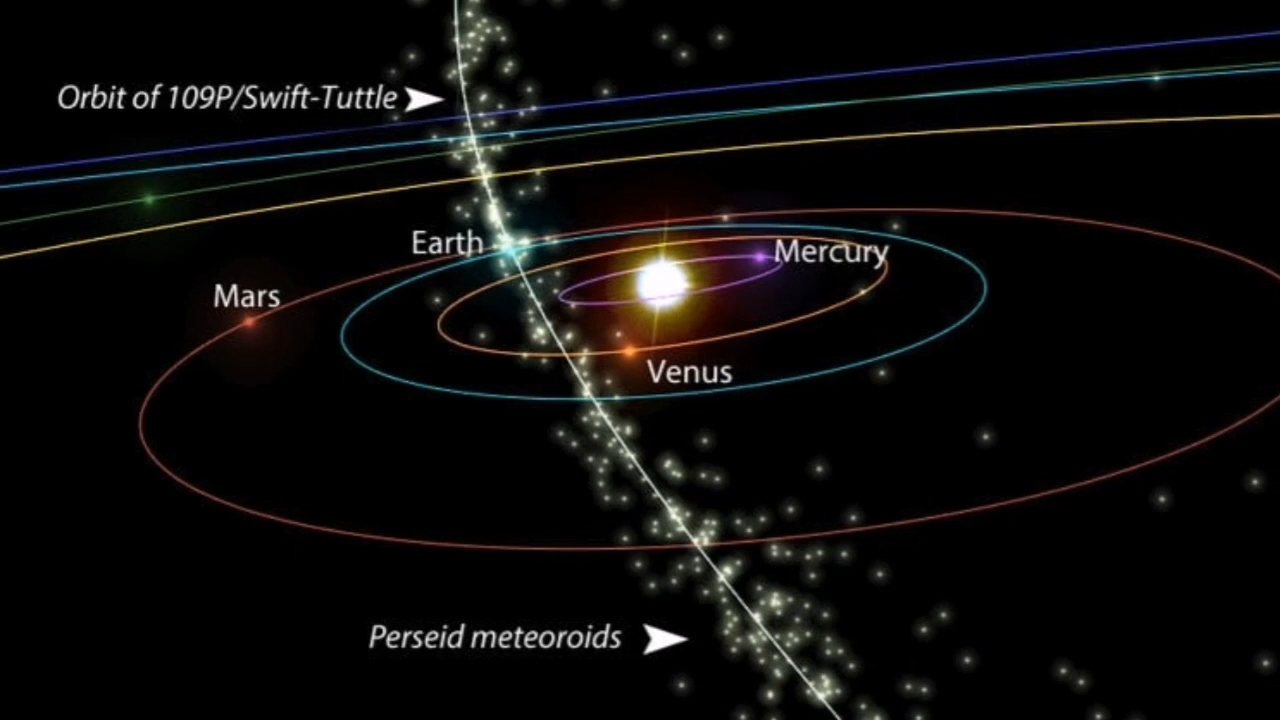 Orbit of 109P/Swift-Tuttle
Earth
Mercury
Mars
Venus
Perseid meteoroids